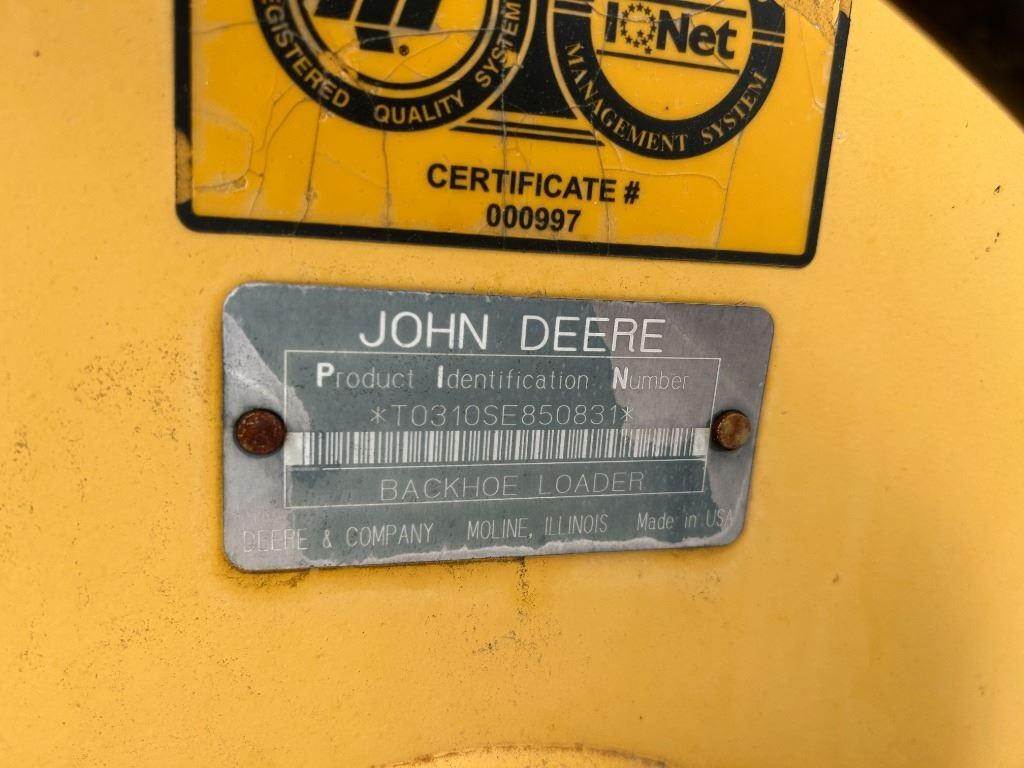 REGISTERED QUALITY SYSTEM
IQNet
MANAGEMENT SYSTEM
CERTIFICATE #
000997
JOHN DEERE
Product Identification Number
*T0310SE850831*
BACKHOE LOADER
DEERE & COMPANY MOLINE, ILLINOIS Made in USA